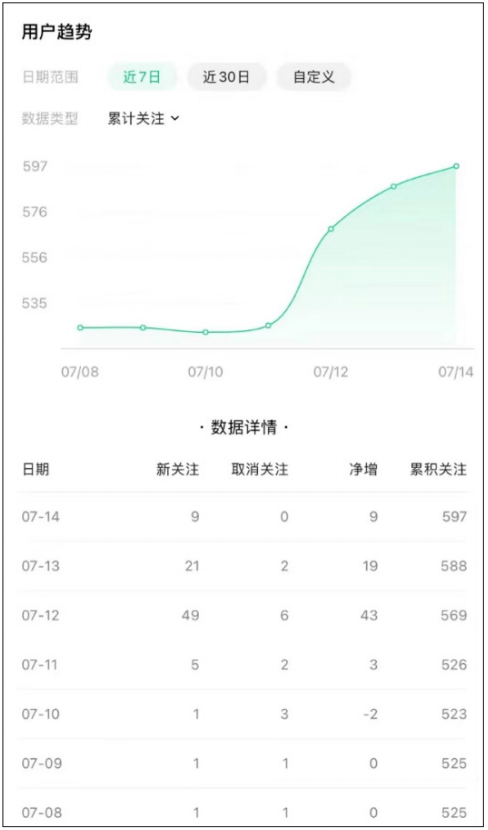 用户趋势
日期范围 近7日 近30日 自定义
数据类型 累计关注
597
576
556
535
07/08 07/10 07/12 07/14
· 数据详情 ·
日期 新关注 取消关注 净增 累积关注
07-14 9 0 9 597
07-13 21 2 19 588
07-12 49 6 43 569
07-11 5 2 3 526
07-10 1 3 -2 523
07-09 1 1 0 525
07-08 1 1 0 525